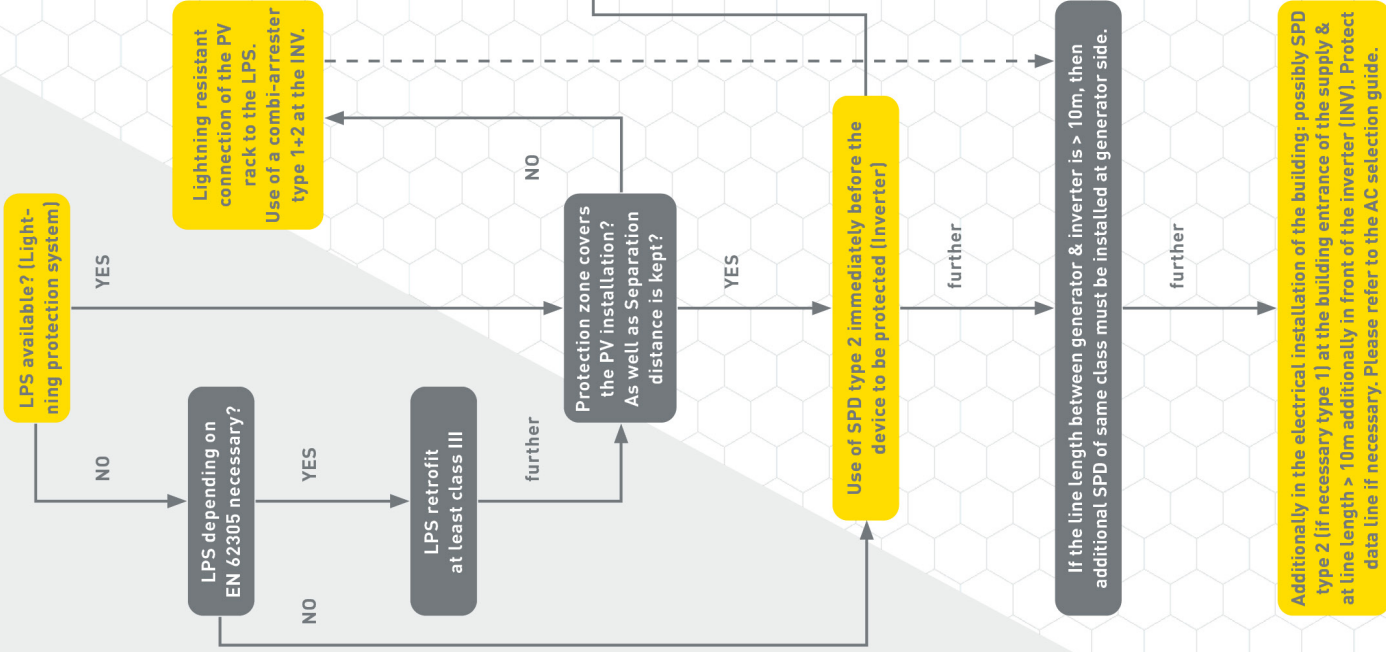 LPS available? (Light-
ning protection system)
NO
YES
LPS depending on
EN 62305 necessary?
NO
YES
LPS retrofit
at least class III
further
Lightning resistant
connection of the PV
rack to the LPS.
Use of a combi-arrester
type 1+2 at the INV.
NO
Protection zone covers
the PV installation?
As well as Separation
distance is kept?
YES
Use of SPD type 2 immediately before the
device to be protected (Inverter)
further
If the line length between generator & inverter is > 10m, then
additional SPD of same class must be installed at generator side.
further
Additionally in the electrical installation of the building: possibly SPD
type 2 (if necessary type 1) at the building entrance of the supply &
at line length > 10m additionally in front of the inverter (INV). Protect
data line if necessary. Please refer to the AC selection guide.